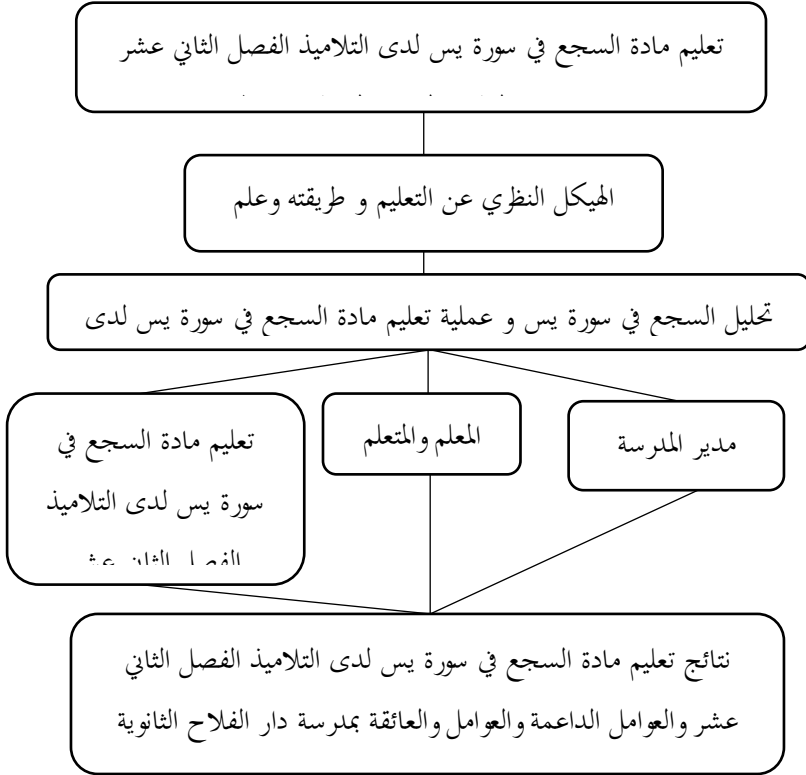 تعليم مادة السجع في سورة يس لدى التلاميذ الفصل الثاني عشر
الهيكل النظري عن التعليم و طريقته وعلم
تحليل السجع في سورة يس و عملية تعليم مادة السجع في سورة يس لدى
مدير المدرسة
المعلم والمتعلم
تعليم مادة السجع في
سورة يس لدى التلاميذ
الفصل الثاني عشر
نتائج تعليم مادة السجع في سورة يس لدى التلاميذ الفصل الثاني
عشر والعوامل الداعمة والعوامل والعائقة بمدرسة دار الفلاح الثانوية